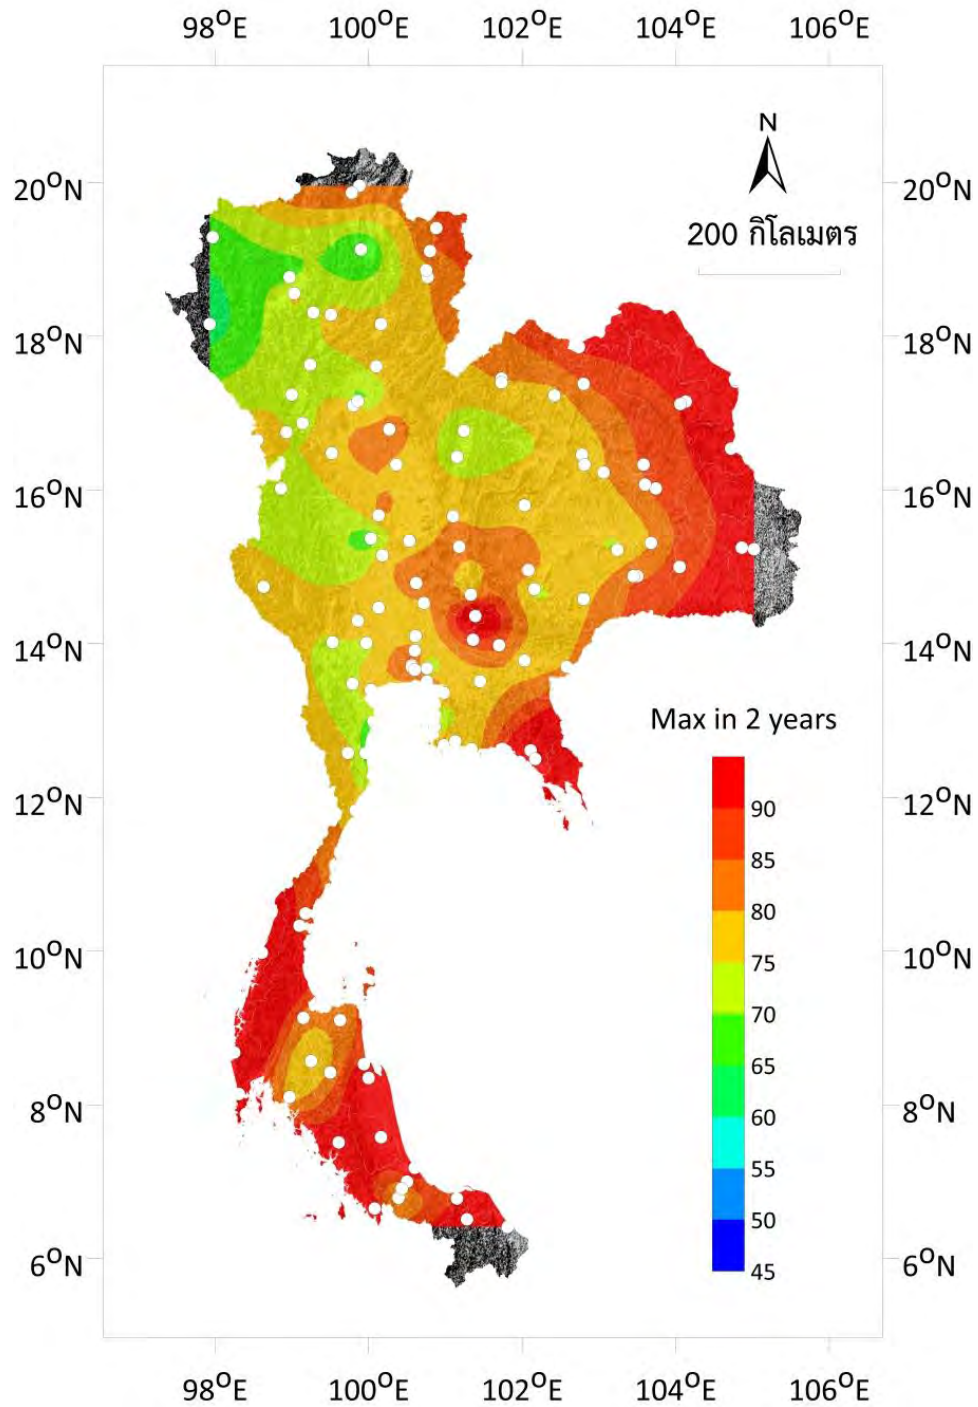 98°E 100°E 102°E 104°E 106°E
N
20°N 20°N
200 กิโลเมตร
18°N 18°N
16°N 16°N
14°N 14°N
Max in 2 years
12°N 12°N
90
85
80
10°N 10°N
75
70
65
8°N 8°N
60
55
50
6°N 6°N
45
98°E 100°E 102°E 104°E 106°E